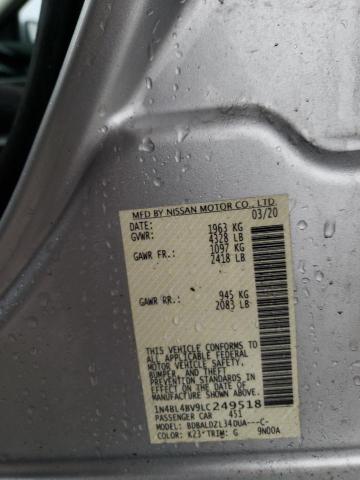 MFD BY NISSAN MOTOR CO., LTD.
DATE: 03/20
GVWR: 1963 KG
4328 LB
GAWR FR.: 1097 KG
2418 LB
GAWR RR.: 945 KG
2083 LB
THIS VEHICLE CONFORMS TO
ALL APPLICABLE FEDERAL
MOTOR VEHICLE SAFETY,
BUMPER, AND THEFT
PREVENTION STANDARDS
IN EFFECT ON THE DATE OF
MANUFACTURE SHOWN ABOVE.
1N4BL4BV9LC249518
PASSENGER CAR 451
MODEL: BDBALDZL34DUA---C-
COLOR: K23 TRIM: G 9N00A